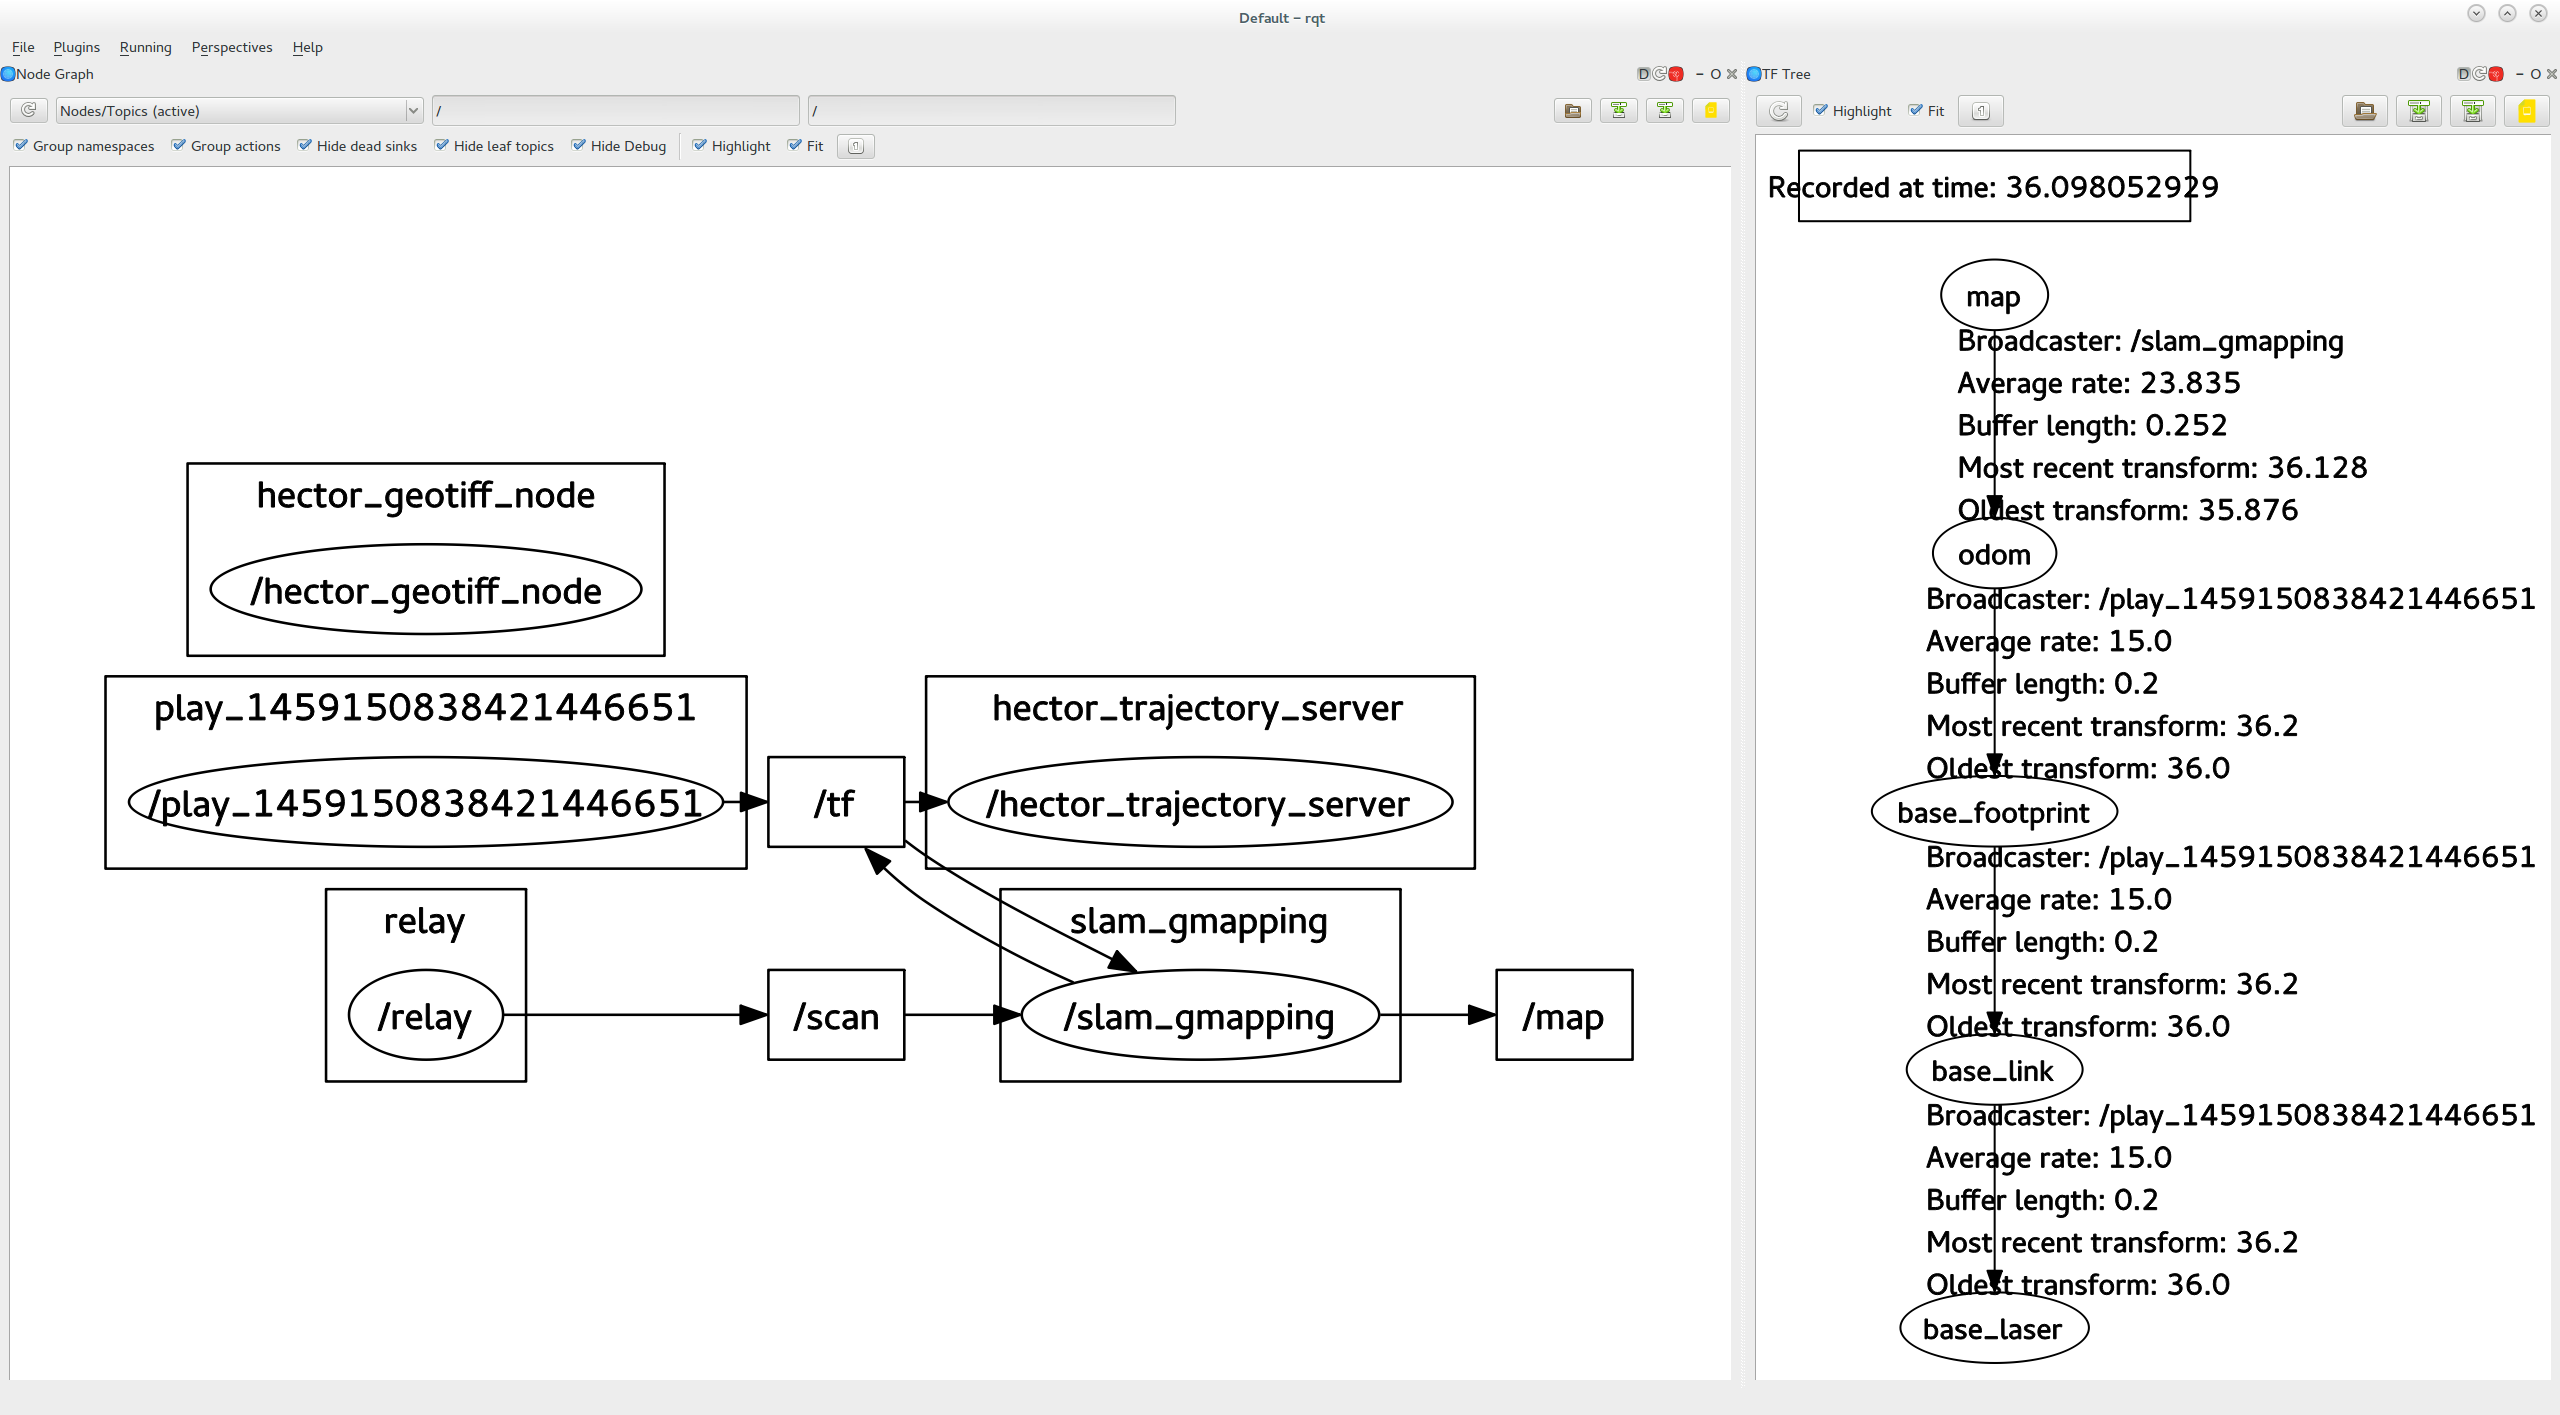 Default – rqt
File Plugins Running Perspectives Help
Node Graph
D
O
Nodes/Topics (active)
/
/
Group namespaces Group actions Hide dead sinks Hide leaf topics Hide Debug Highlight Fit 1
hector_geotiff_node
/hector_geotiff_node
play_1459150838421446651
/play_1459150838421446651
/tf
hector_trajectory_server
/hector_trajectory_server
relay
/relay
/scan
slam_gmapping
/slam_gmapping
/map
TF Tree
D
O
Highlight Fit 1
Recorded at time: 36.098052929
map
Broadcaster: /slam_gmapping
Average rate: 23.835
Buffer length: 0.252
Most recent transform: 36.128
Oldest transform: 35.876
odom
Broadcaster: /play_1459150838421446651
Average rate: 15.0
Buffer length: 0.2
Most recent transform: 36.2
Oldest transform: 36.0
base_footprint
Broadcaster: /play_1459150838421446651
Average rate: 15.0
Buffer length: 0.2
Most recent transform: 36.2
Oldest transform: 36.0
base_link
Broadcaster: /play_1459150838421446651
Average rate: 15.0
Buffer length: 0.2
Most recent transform: 36.2
Oldest transform: 36.0
base_laser